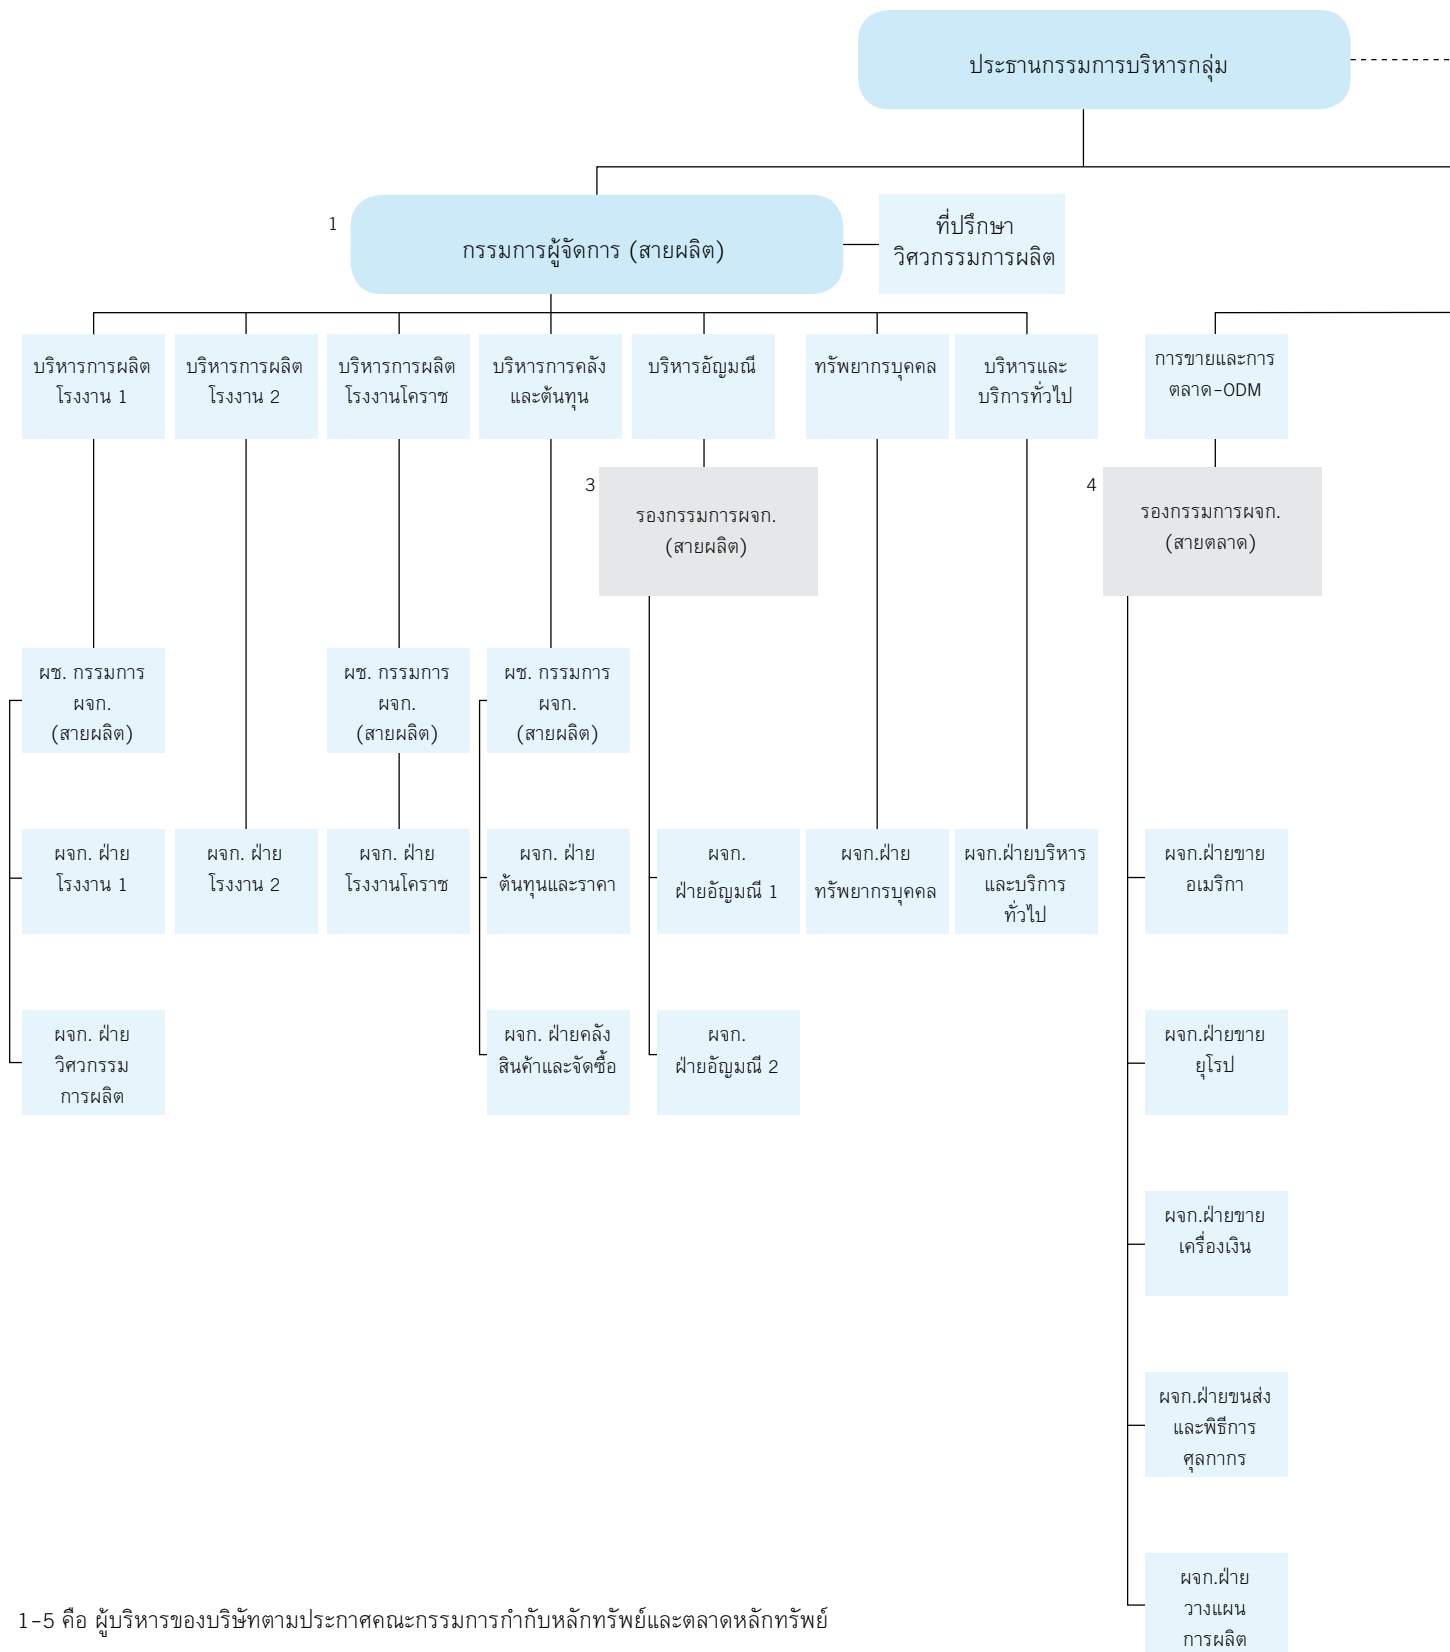 ประธานกรรมการบริหารกลุ่ม
1
กรรมการผู้จัดการ (สายผลิต)
ที่ปรึกษา
วิศวกรรมการผลิต
บริหารการผลิต
โรงงาน 1
บริหารการผลิต
โรงงาน 2
บริหารการผลิต
โรงงานโคราช
บริหารการคลัง
และต้นทุน
บริหารอัญมณี
ทรัพยากรบุคคล
บริหารและ
บริการทั่วไป
การขายและการ
ตลาด-ODM
3
รองกรรมการผจก.
(สายผลิต)
4
รองกรรมการผจก.
(สายตลาด)
ผช. กรรมการ
ผจก.
(สายผลิต)
ผช. กรรมการ
ผจก.
(สายผลิต)
ผช. กรรมการ
ผจก.
(สายผลิต)
ผจก. ฝ่าย
โรงงาน 1
ผจก. ฝ่าย
โรงงาน 2
ผจก. ฝ่าย
โรงงานโคราช
ผจก. ฝ่าย
ต้นทุนและราคา
ผจก.
ฝ่ายอัญมณี 1
ผจก.ฝ่าย
ทรัพยากรบุคคล
ผจก.ฝ่ายบริหาร
และบริการ
ทั่วไป
ผจก.ฝ่ายขาย
อเมริกา
ผจก. ฝ่าย
วิศวกรรม
การผลิต
ผจก. ฝ่ายคลัง
สินค้าและจัดซื้อ
ผจก.
ฝ่ายอัญมณี 2
ผจก.ฝ่ายขาย
ยุโรป
ผจก.ฝ่ายขาย
เครื่องเงิน
ผจก.ฝ่ายขนส่ง
และพิธีการ
ศุลกากร
ผจก.ฝ่าย
วางแผน
การผลิต
1-5 คือ ผู้บริหารของบริษัทตามประกาศคณะกรรมการกำกับหลักทรัพย์และตลาดหลักทรัพย์